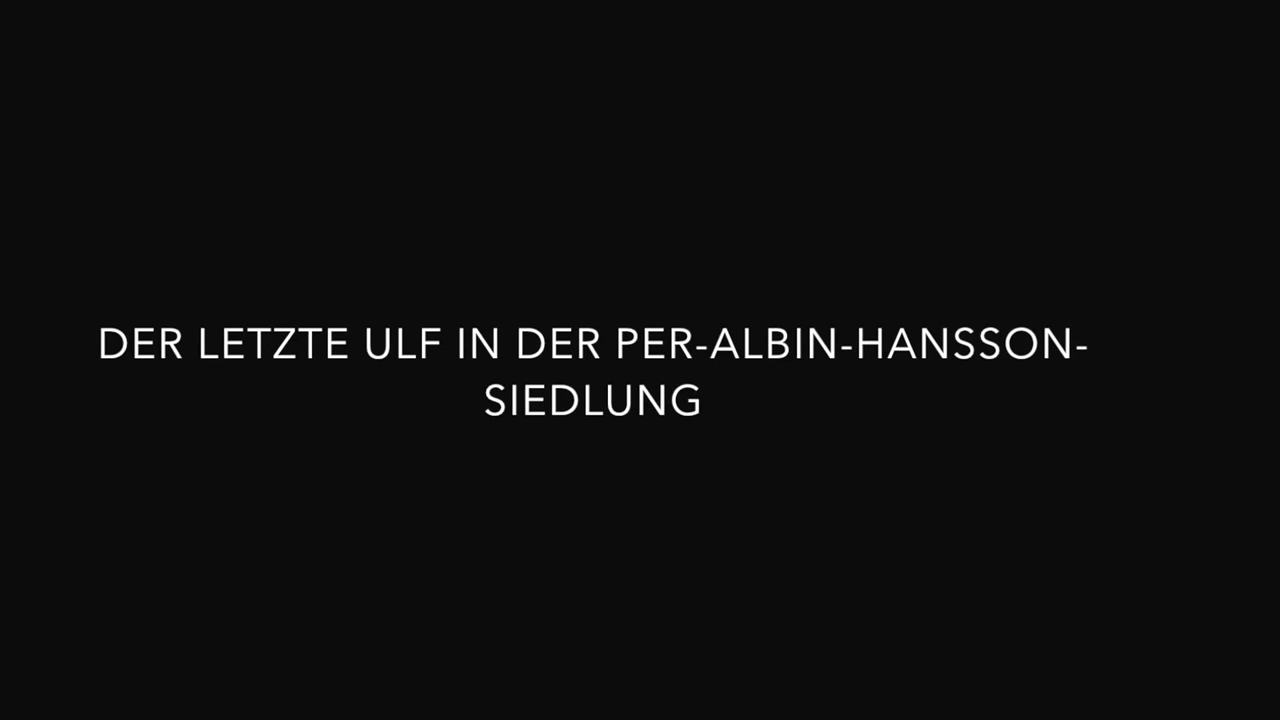 DER LETZTE ULF IN DER PER-ALBIN-HANSSON-
SIEDLUNG